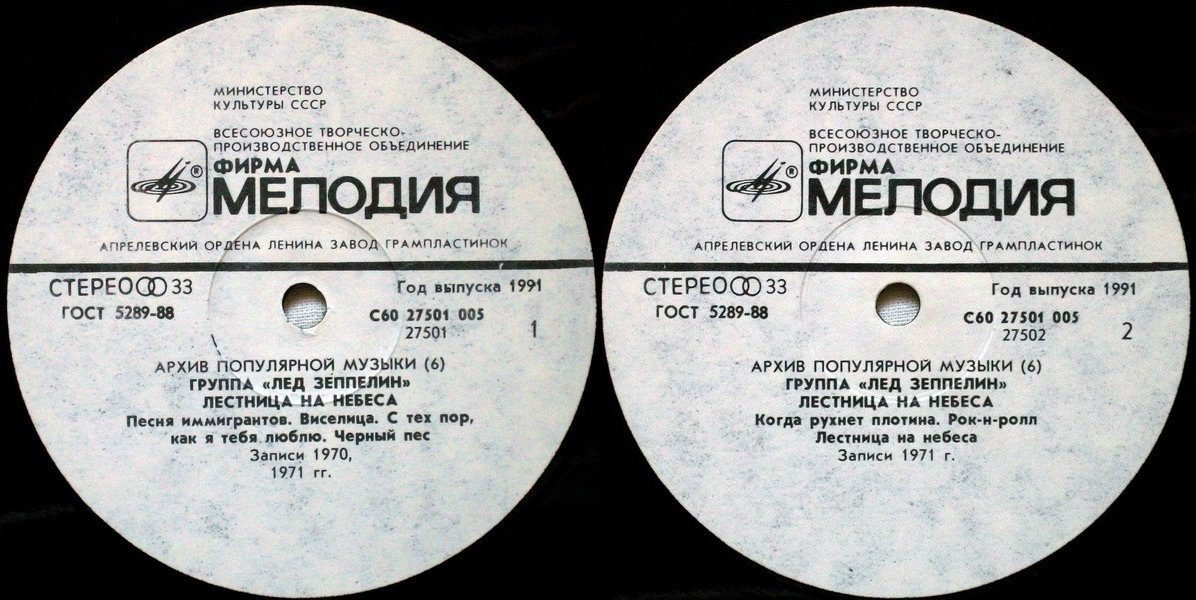 МИНИСТЕРСТВО
КУЛЬТУРЫ СССР
ВСЕСОЮЗНОЕ ТВОРЧЕСКО-
ПРОИЗВОДСТВЕННОЕ ОБЪЕДИНЕНИЕ
ФИРМА
®
МЕЛОДИЯ
АПРЕЛЕВСКИЙ ОРДЕНА ЛЕНИНА ЗАВОД ГРАМПЛАСТИНОК
СТЕРЕО 33
Год выпуска 1991
ГОСТ 5289-88
С60 27501 005
27501
1
АРХИВ ПОПУЛЯРНОЙ МУЗЫКИ (6)
ГРУППА «ЛЕД ЗЕППЕЛИН»
ЛЕСТНИЦА НА НЕБЕСА
Песня иммигрантов. Виселица. С тех пор,
как я тебя люблю. Черный пес
Записи 1970,
1971 гг.
МИНИСТЕРСТВО
КУЛЬТУРЫ СССР
ВСЕСОЮЗНОЕ ТВОРЧЕСКО-
ПРОИЗВОДСТВЕННОЕ ОБЪЕДИНЕНИЕ
ФИРМА
®
МЕЛОДИЯ
АПРЕЛЕВСКИЙ ОРДЕНА ЛЕНИНА ЗАВОД ГРАМПЛАСТИНОК
СТЕРЕО 33
Год выпуска 1991
ГОСТ 5289-88
С60 27501 005
27502
2
АРХИВ ПОПУЛЯРНОЙ МУЗЫКИ (6)
ГРУППА «ЛЕД ЗЕППЕЛИН»
ЛЕСТНИЦА НА НЕБЕСА
Когда рухнет плотина. Рок-н-ролл
Лестница на небеса
Записи 1971 г.